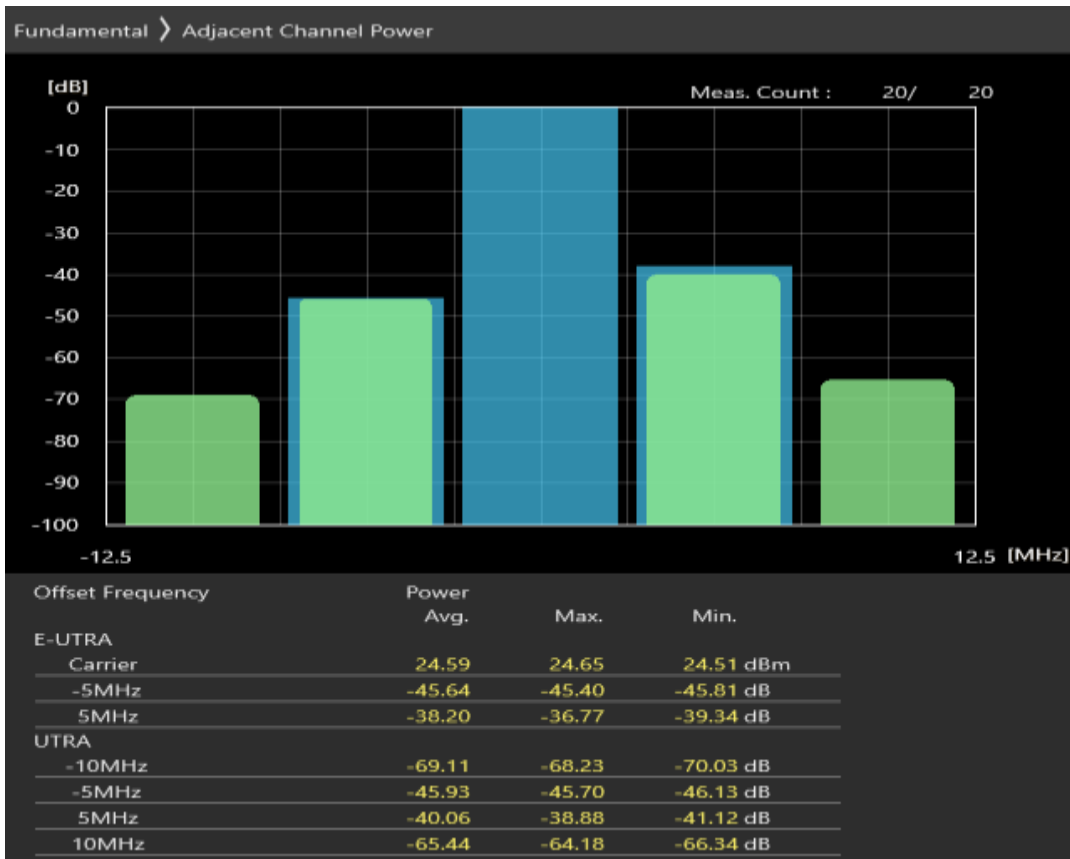 Fundamental ❯ Adjacent Channel Power
[dB]
Meas. Count : 20/ 20
0
-10
-20
-30
-40
-50
-60
-70
-80
-90
-100
-12.5 12.5 [MHz]
Offset Frequency Power
Avg. Max. Min.
E-UTRA
Carrier 24.59 24.65 24.51 dBm
-5MHz -45.64 -45.40 -45.81 dB
5MHz -38.20 -36.77 -39.34 dB
UTRA
-10MHz -69.11 -68.23 -70.03 dB
-5MHz -45.93 -45.70 -46.13 dB
5MHz -40.06 -38.88 -41.12 dB
10MHz -65.44 -64.18 -66.34 dB